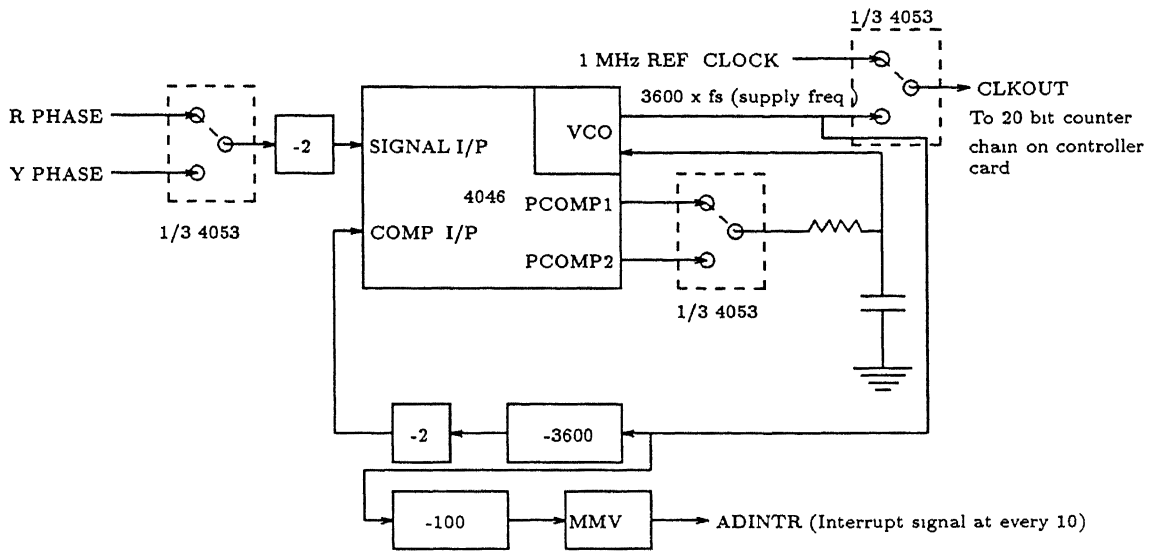 1/3 4053
1 MHz REF CLOCK
3600 x fs (supply freq )
CLKOUT
To 20 bit counter
chain on controller
card
R PHASE
Y PHASE
1/3 4053
-2
SIGNAL I/P
VCO
4046
PCOMP1
COMP I/P
PCOMP2
1/3 4053
-2
-3600
-100
MMV
ADINTR (Interrupt signal at every 10)